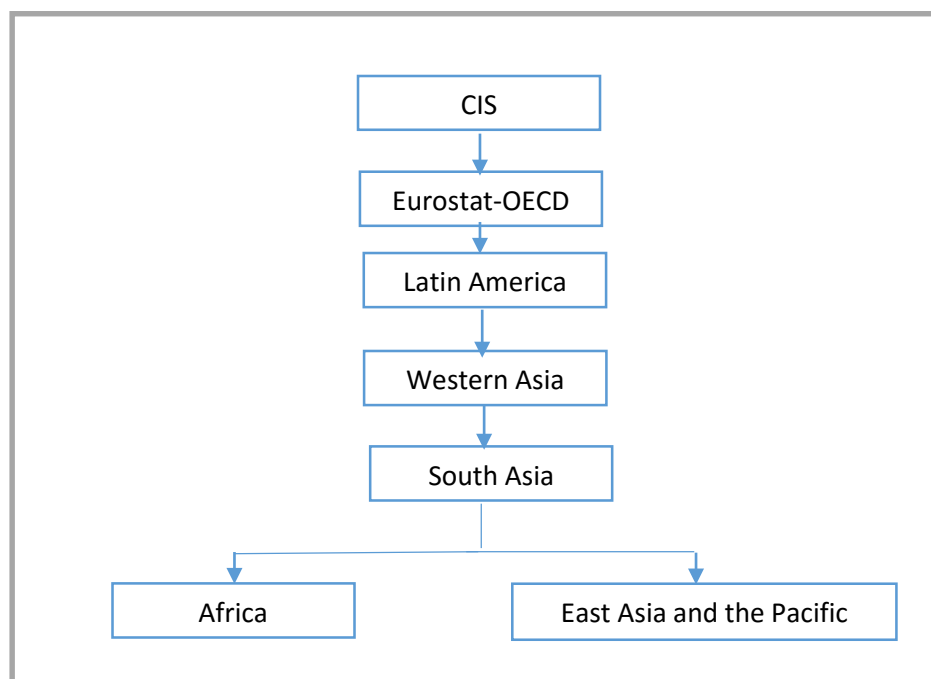 CIS
Eurostat-OECD
Latin America
Western Asia
South Asia
Africa
East Asia and the Pacific